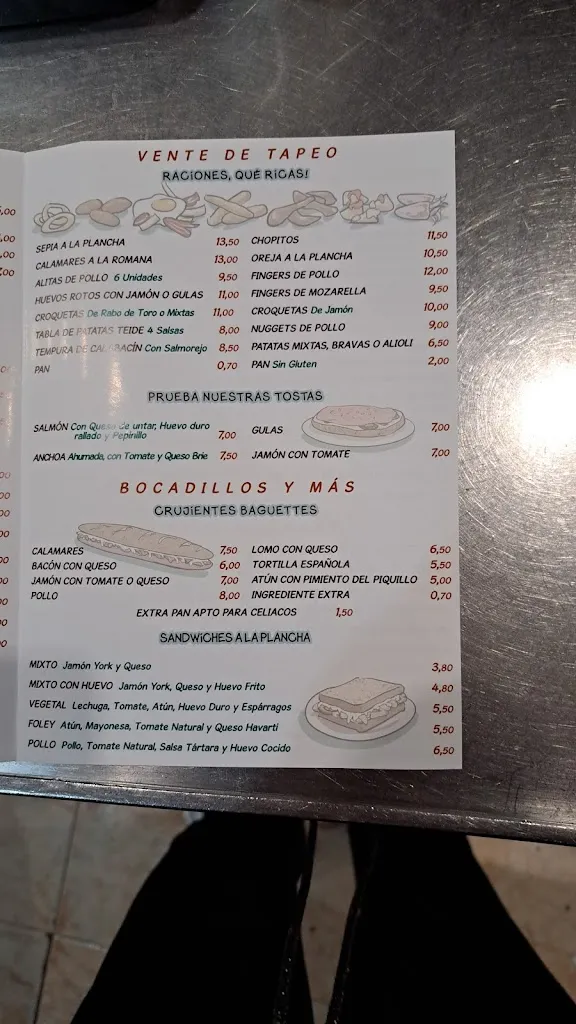 VENTE DE TAPEO
RACIONES, QUÉ RICAS!
SEPIA A LA PLANCHA 13,50
CALAMARES A LA ROMANA 13,00
ALITAS DE POLLO 6 Unidades 9,50
HUEVOS ROTOS CON JAMÓN O GULAS 11,00
CROQUETAS De Rabo de Toro o Mixtas 11,00
TABLA DE PATATAS TEIDE 4 Salsas 8,00
TEMPURA DE CALABACÍN Con Salmorejo 8,50
PAN 0,70
CHOPITOS 11,50
OREJA A LA PLANCHA 10,50
FINGERS DE POLLO 12,00
FINGERS DE MOZARELLA 9,50
CROQUETAS De Jamón 10,00
NUGGETS DE POLLO 9,00
PATATAS MIXTAS, BRAVAS O ALIOLI 6,50
PAN Sin Gluten 2,00
PRUEBA NUESTRAS TOSTAS
SALMÓN Con Queso de untar, Huevo duro
rallado y Pepinillo 7,00
ANCHOA Ahumada, con Tomate y Queso Brie 7,50
GULAS 7,00
JAMÓN CON TOMATE 7,00
BOCADILLOS Y MÁS
CRUJIENTES BAGUETTES
CALAMARES 7,50
BACÓN CON QUESO 6,00
JAMÓN CON TOMATE O QUESO 7,00
POLLO 8,00
LOMO CON QUESO 6,50
TORTILLA ESPAÑOLA 5,50
ATÚN CON PIMIENTO DEL PIQUILLO 5,00
INGREDIENTE EXTRA 0,70
EXTRA PAN APTO PARA CELIACOS 1,50
SANDWICHES A LA PLANCHA
MIXTO Jamón York y Queso 3,80
MIXTO CON HUEVO Jamón York, Queso y Huevo Frito 4,80
VEGETAL Lechuga, Tomate, Atún, Huevo Duro y Espárragos 5,50
FOLEY Atún, Mayonesa, Tomate Natural y Queso Havarti 5,50
POLLO Pollo, Tomate Natural, Salsa Tártara y Huevo Cocido 6,50